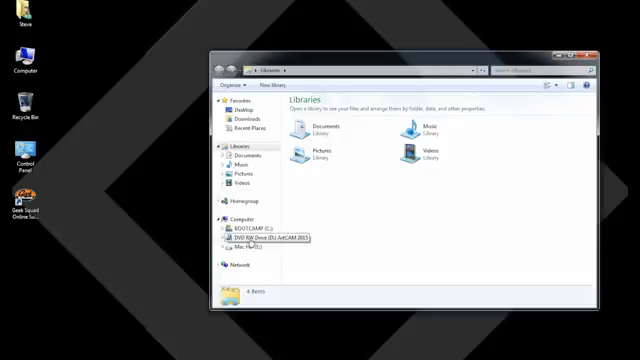 Steve
Computer
Recycle Bin
Control
Panel
Geek Squad
Online Su...
Libraries
Organize
New library
Favorites
Desktop
Downloads
Recent Places
Libraries
Documents
Music
Pictures
Videos
Homegroup
Computer
BOOTCAMP (C:)
DVD RW Drive (D:) ArtCAM 2015
Network
Libraries
Open a library to see your files and arrange them by folder, date, and other properties.
Documents
Library
Music
Library
Pictures
Library
Videos
Library
4 items